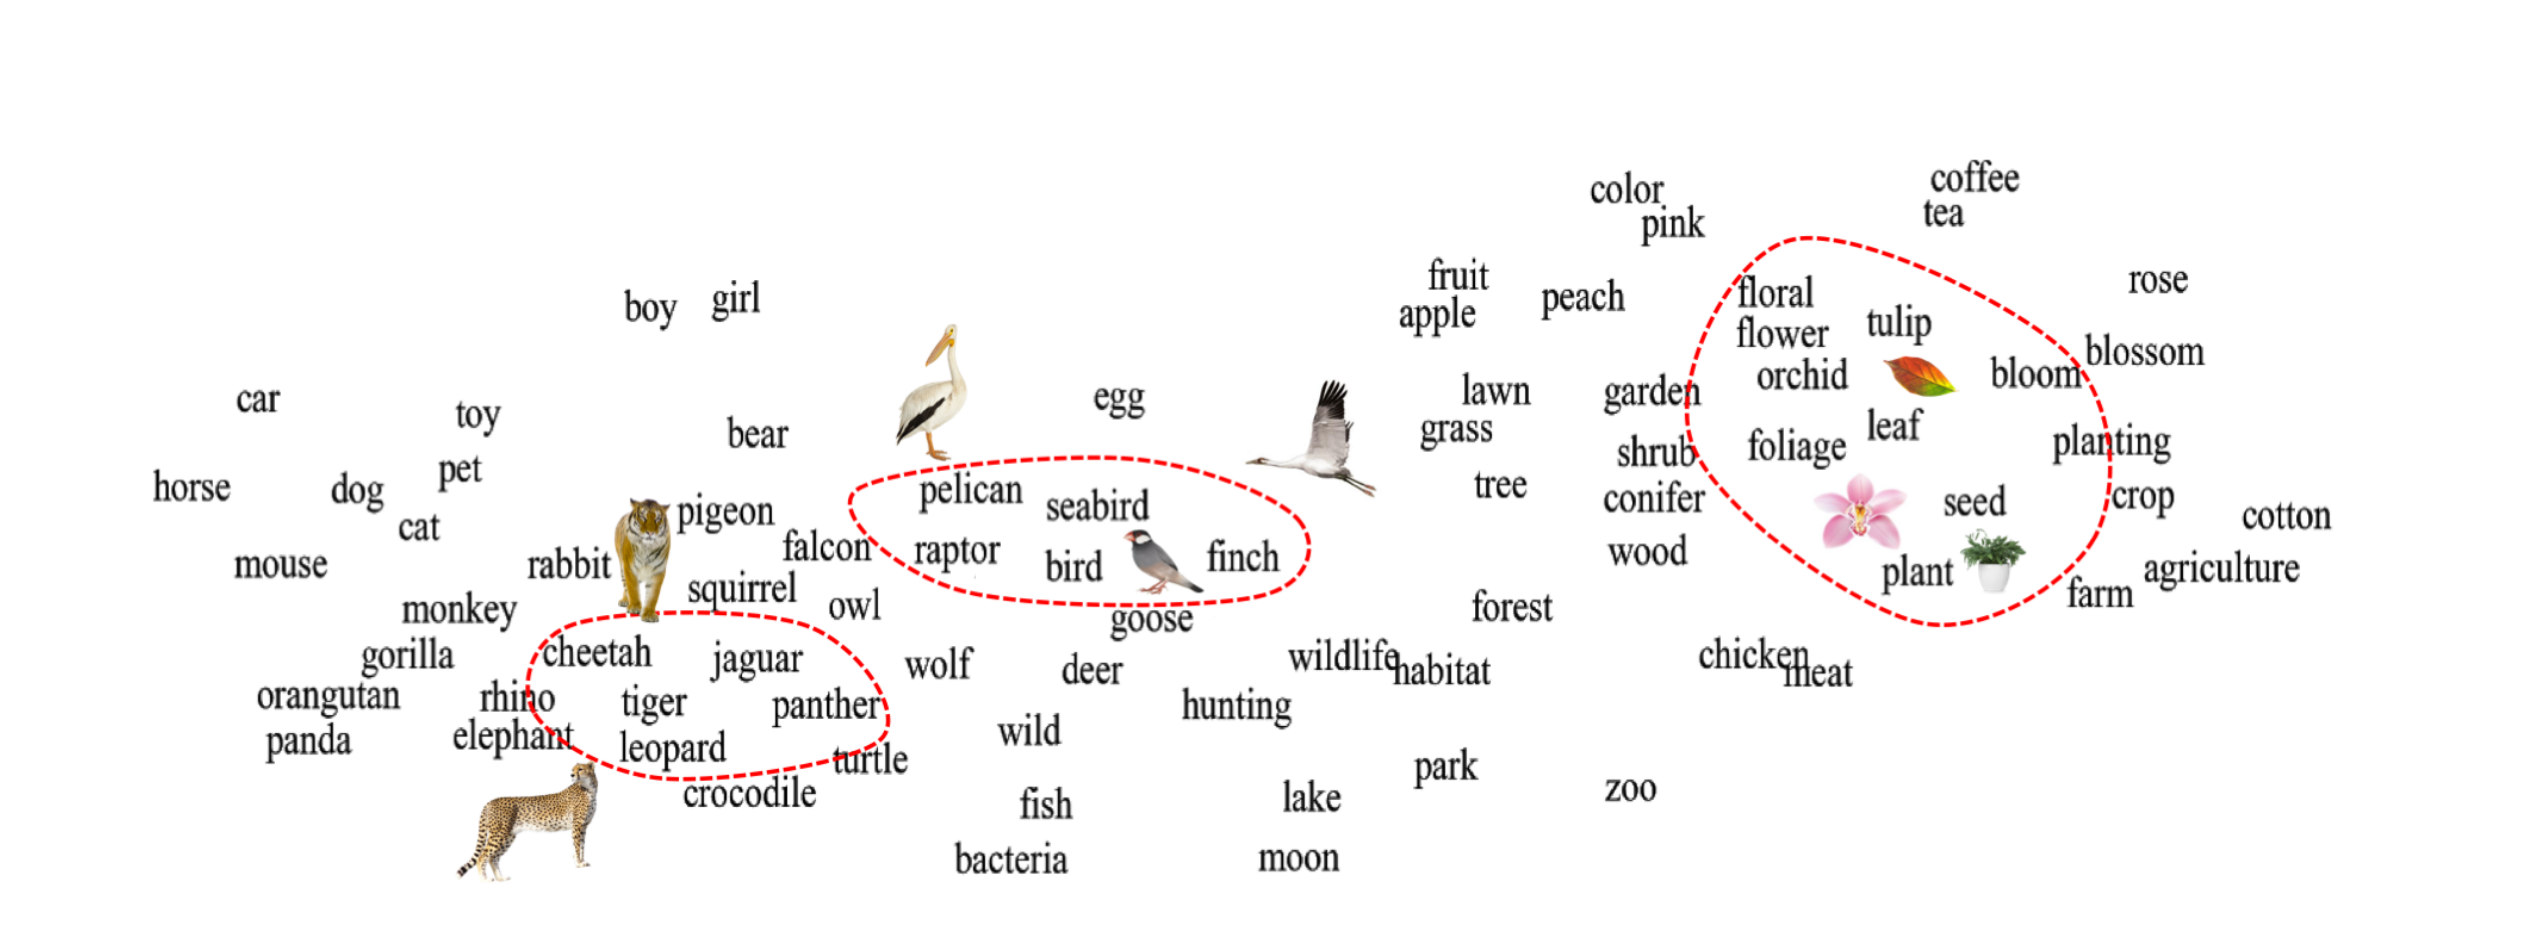 coffee
color
tea
pink
fruit
rose
floral
girl
peach
boy
apple
tulip
flower
blossom
bloom
orchid
lawn
garden
egg
car
toy
leaf
grass
bear
planting
foliage
shrub
pet
tree
horse
dog
pelican
crop
conifer
seed
seabird
pigeon
cotton
cat
falcon
raptor
wood
finch
mouse
rabbit
bird
agriculture
plant
squirrel
farm
owl
forest
monkey
goose
cheetah
chicken
wildlife
gorilla
jaguar
wolf
deer
habitat
meat
orangutan
rhino
tiger
panther
hunting
wild
elephant
panda
leopard
turtle
park
zoo
crocodile
lake
fish
moon
bacteria